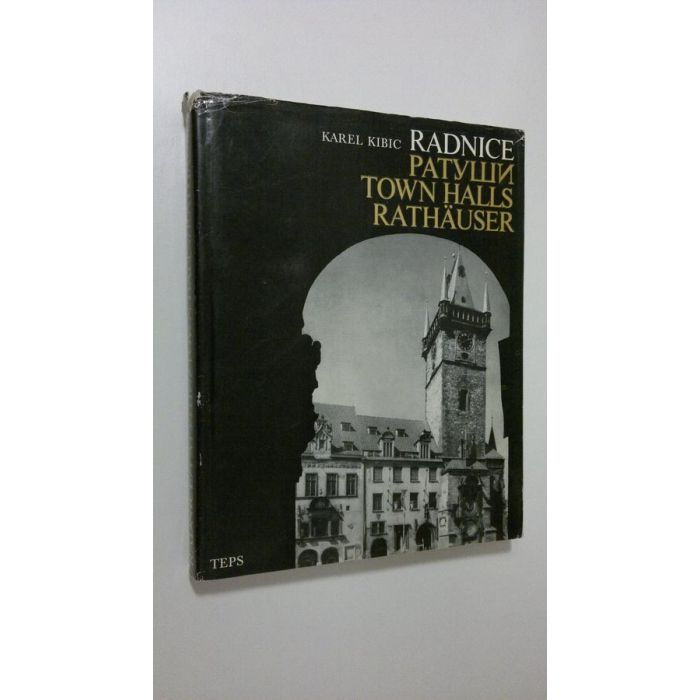 KAREL KIBIC RADNICE
РАТУШИ
TOWN HALLS
RATHÄUSER
TEPS